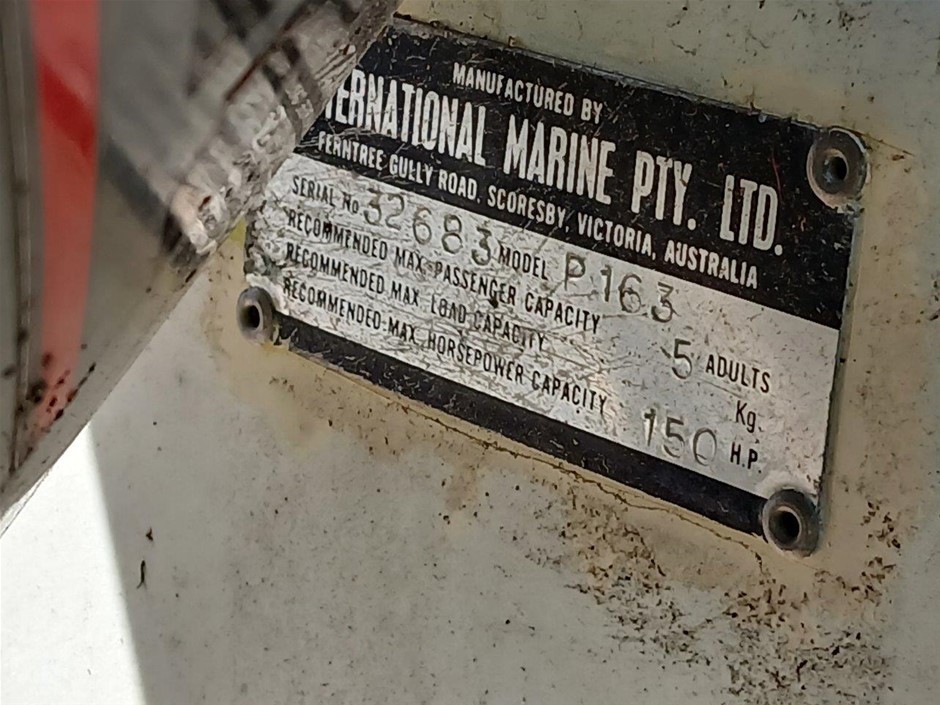 MANUFACTURED BY
TERNATIONAL MARINE PTY. LTD.
FERNTREE GULLY ROAD, SCORESBY, VICTORIA, AUSTRALIA
SERIAL No 32683 MODEL P163
RECOMMENDED MAX. PASSENGER CAPACITY 5 ADULTS
RECOMMENDED MAX. LOAD CAPACITY Kg.
RECOMMENDED MAX. HORSEPOWER CAPACITY 150 H.P.